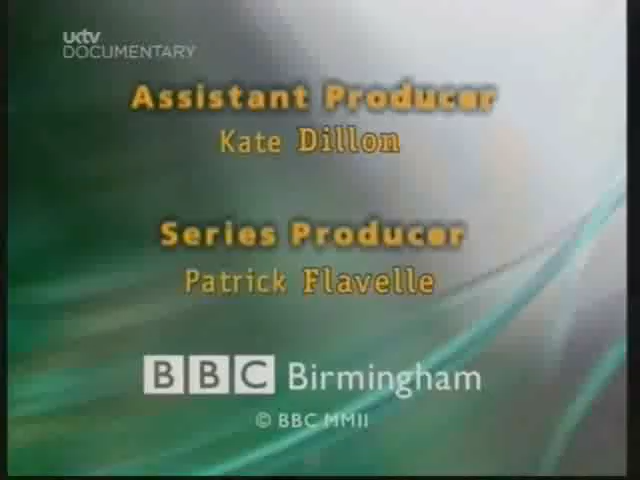 uktv
DOCUMENTARY
Assistant Producer
Kate Dillon
Series Producer
Patrick Flavelle
BBC Birmingham
© BBC MMII